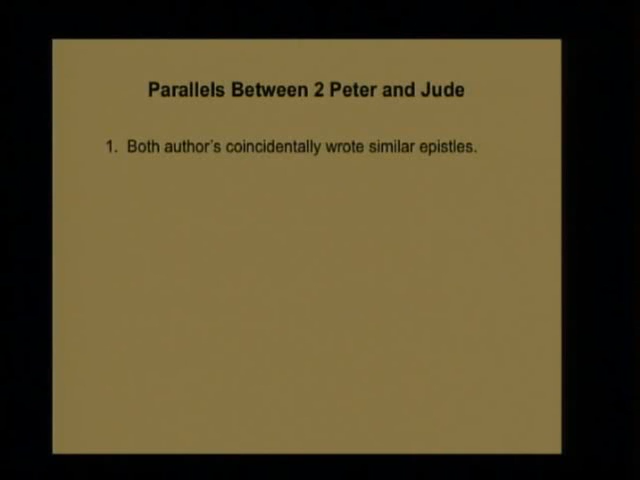 Parallels Between 2 Peter and Jude
1. Both author's coincidentally wrote similar epistles.